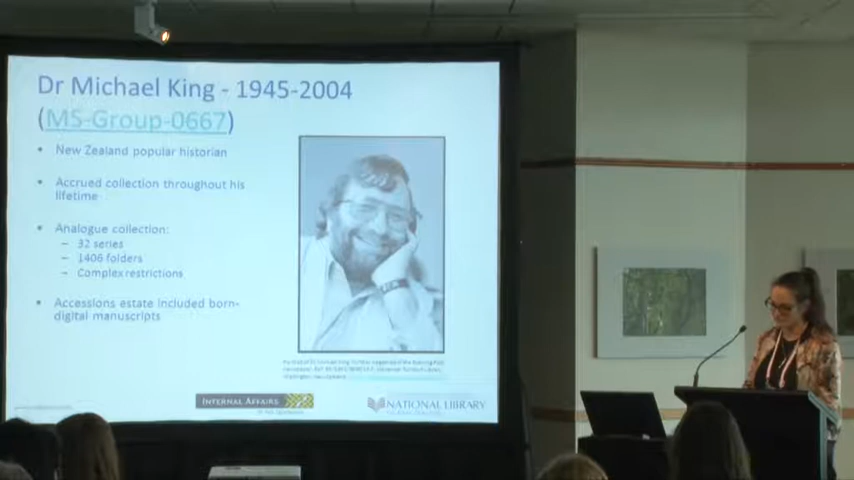 Dr Michael King - 1945-2004
(MS-Group-0667)
• New Zealand popular historian
• Accrued collection throughout his
lifetime
• Analogue collection:
– 32 series
– 1406 folders
– Complex restrictions
• Accessions estate included born-
digital manuscripts
INTERNAL AFFAIRS
NATIONAL LIBRARY